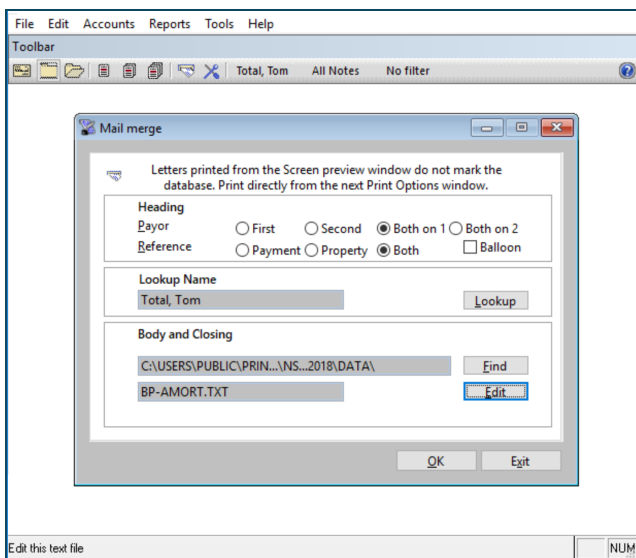 File Edit Accounts Reports Tools Help
Toolbar
Total, Tom All Notes No filter
Mail merge
Letters printed from the Screen preview window do not mark the
database. Print directly from the next Print Options window.
Heading
Payor First Second Both on 1 Both on 2
Reference Payment Property Both Balloon
Lookup Name
Total, Tom Lookup
Body and Closing
C:\USERS\PUBLIC\PRIN...\NS...2018\DATA\ Find
BP-AMORT.TXT Edit
OK Exit
Edit this text file NUM